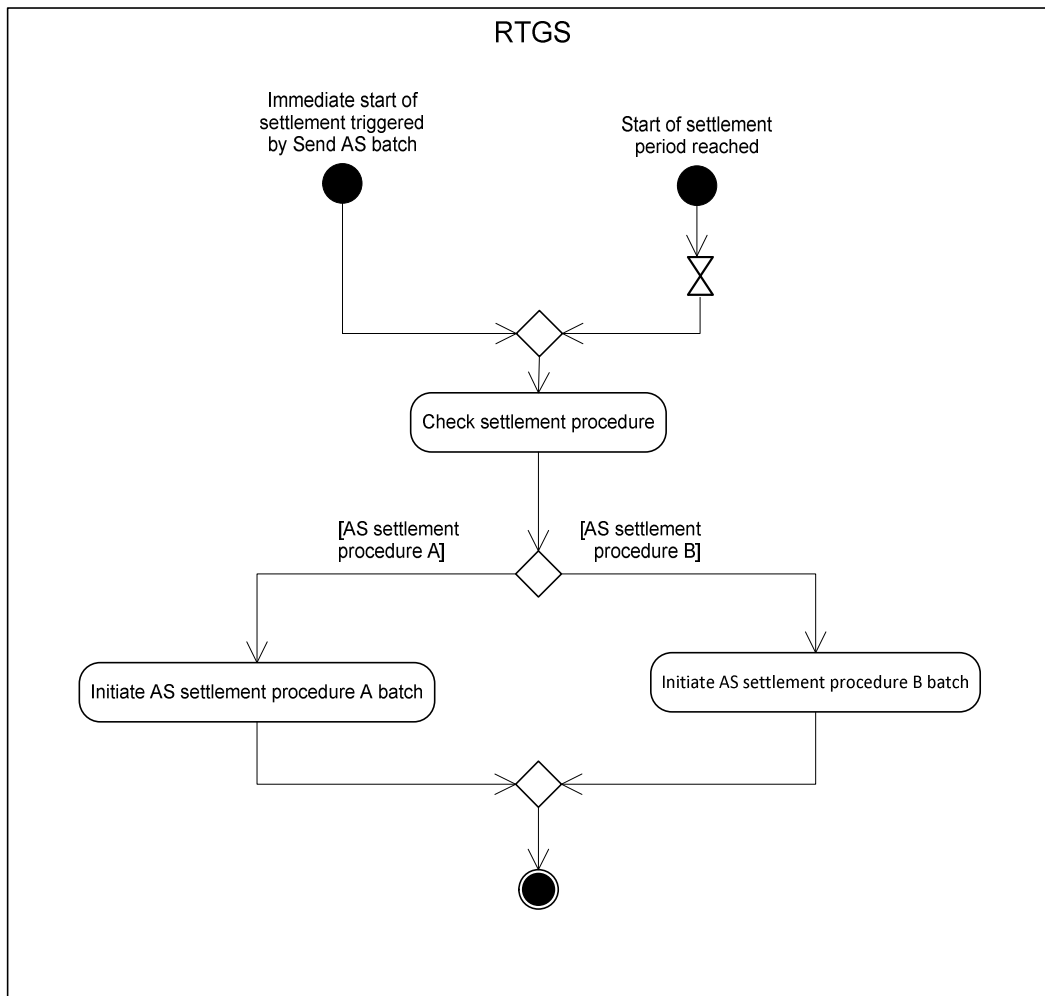 RTGS
Immediate start of
settlement triggered
by Send AS batch
Start of settlement
period reached
Check settlement procedure
[AS settlement
procedure A]
[AS settlement
procedure B]
Initiate AS settlement procedure A batch
Initiate AS settlement procedure B batch